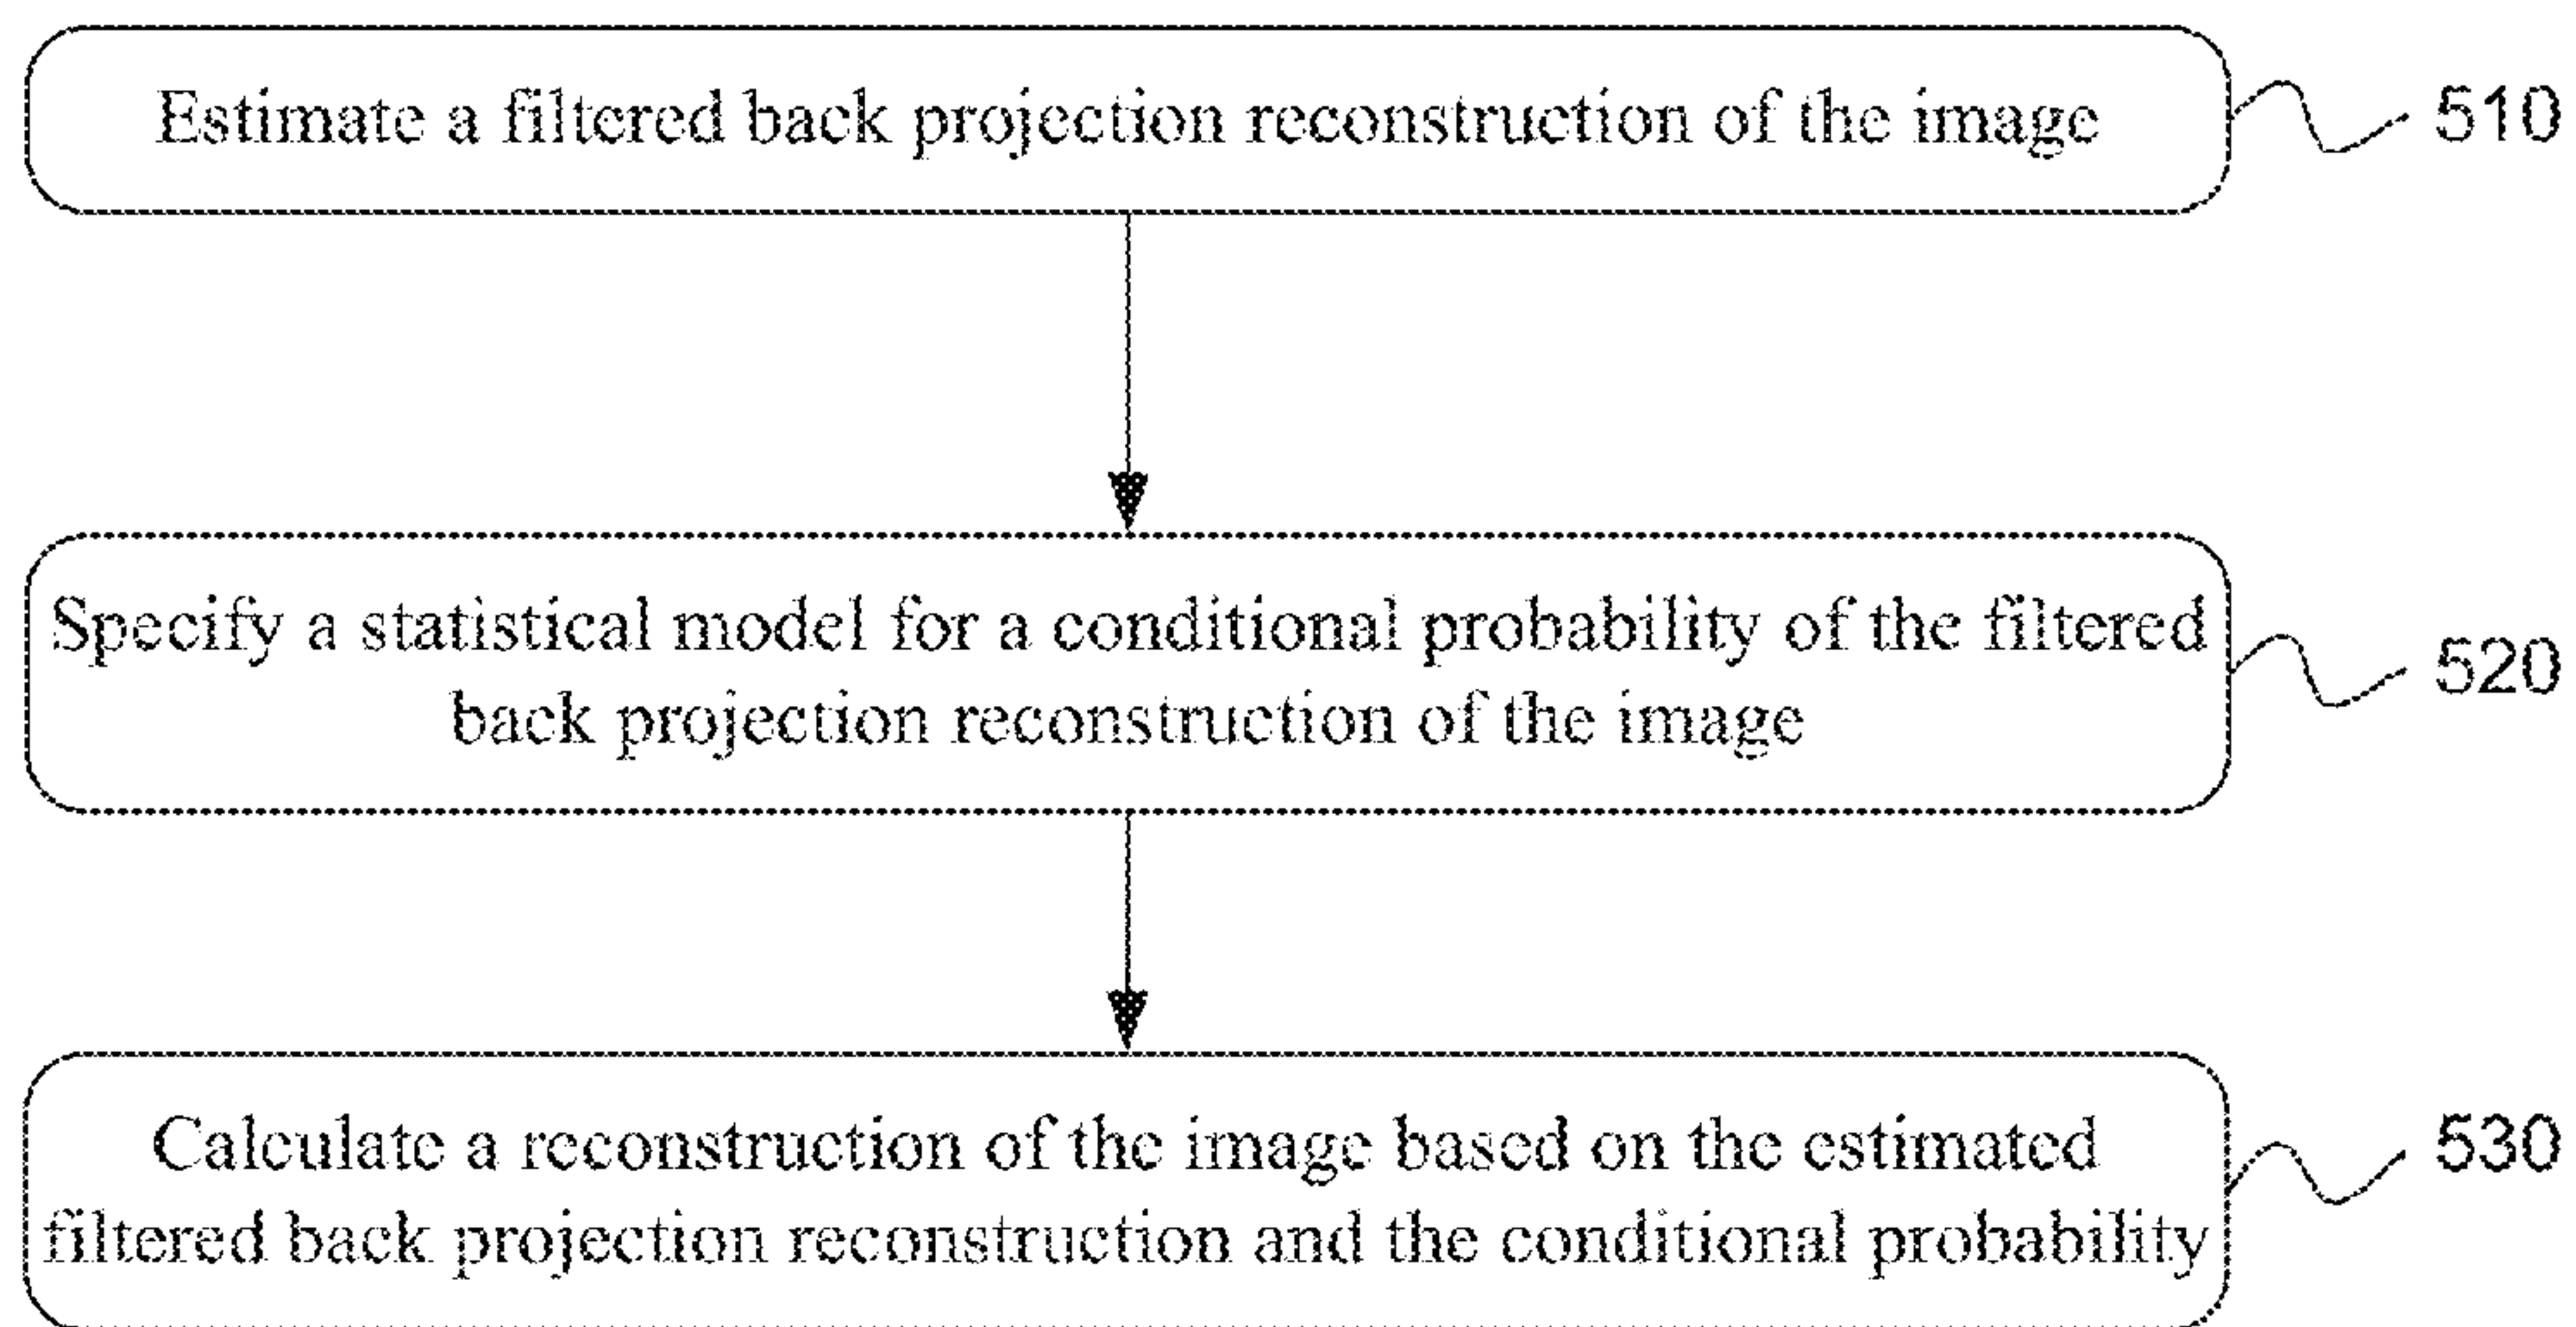 Estimate a filtered back projection reconstruction of the image
510
Specify a statistical model for a conditional probability of the filtered
back projection reconstruction of the image
520
Calculate a reconstruction of the image based on the estimated
filtered back projection reconstruction and the conditional probability
530